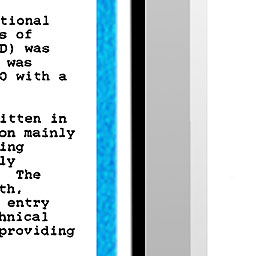 tional
s of
D) was
was
O with a
itten in
on mainly
ing
ly
The
th,
entry
hnical
providing